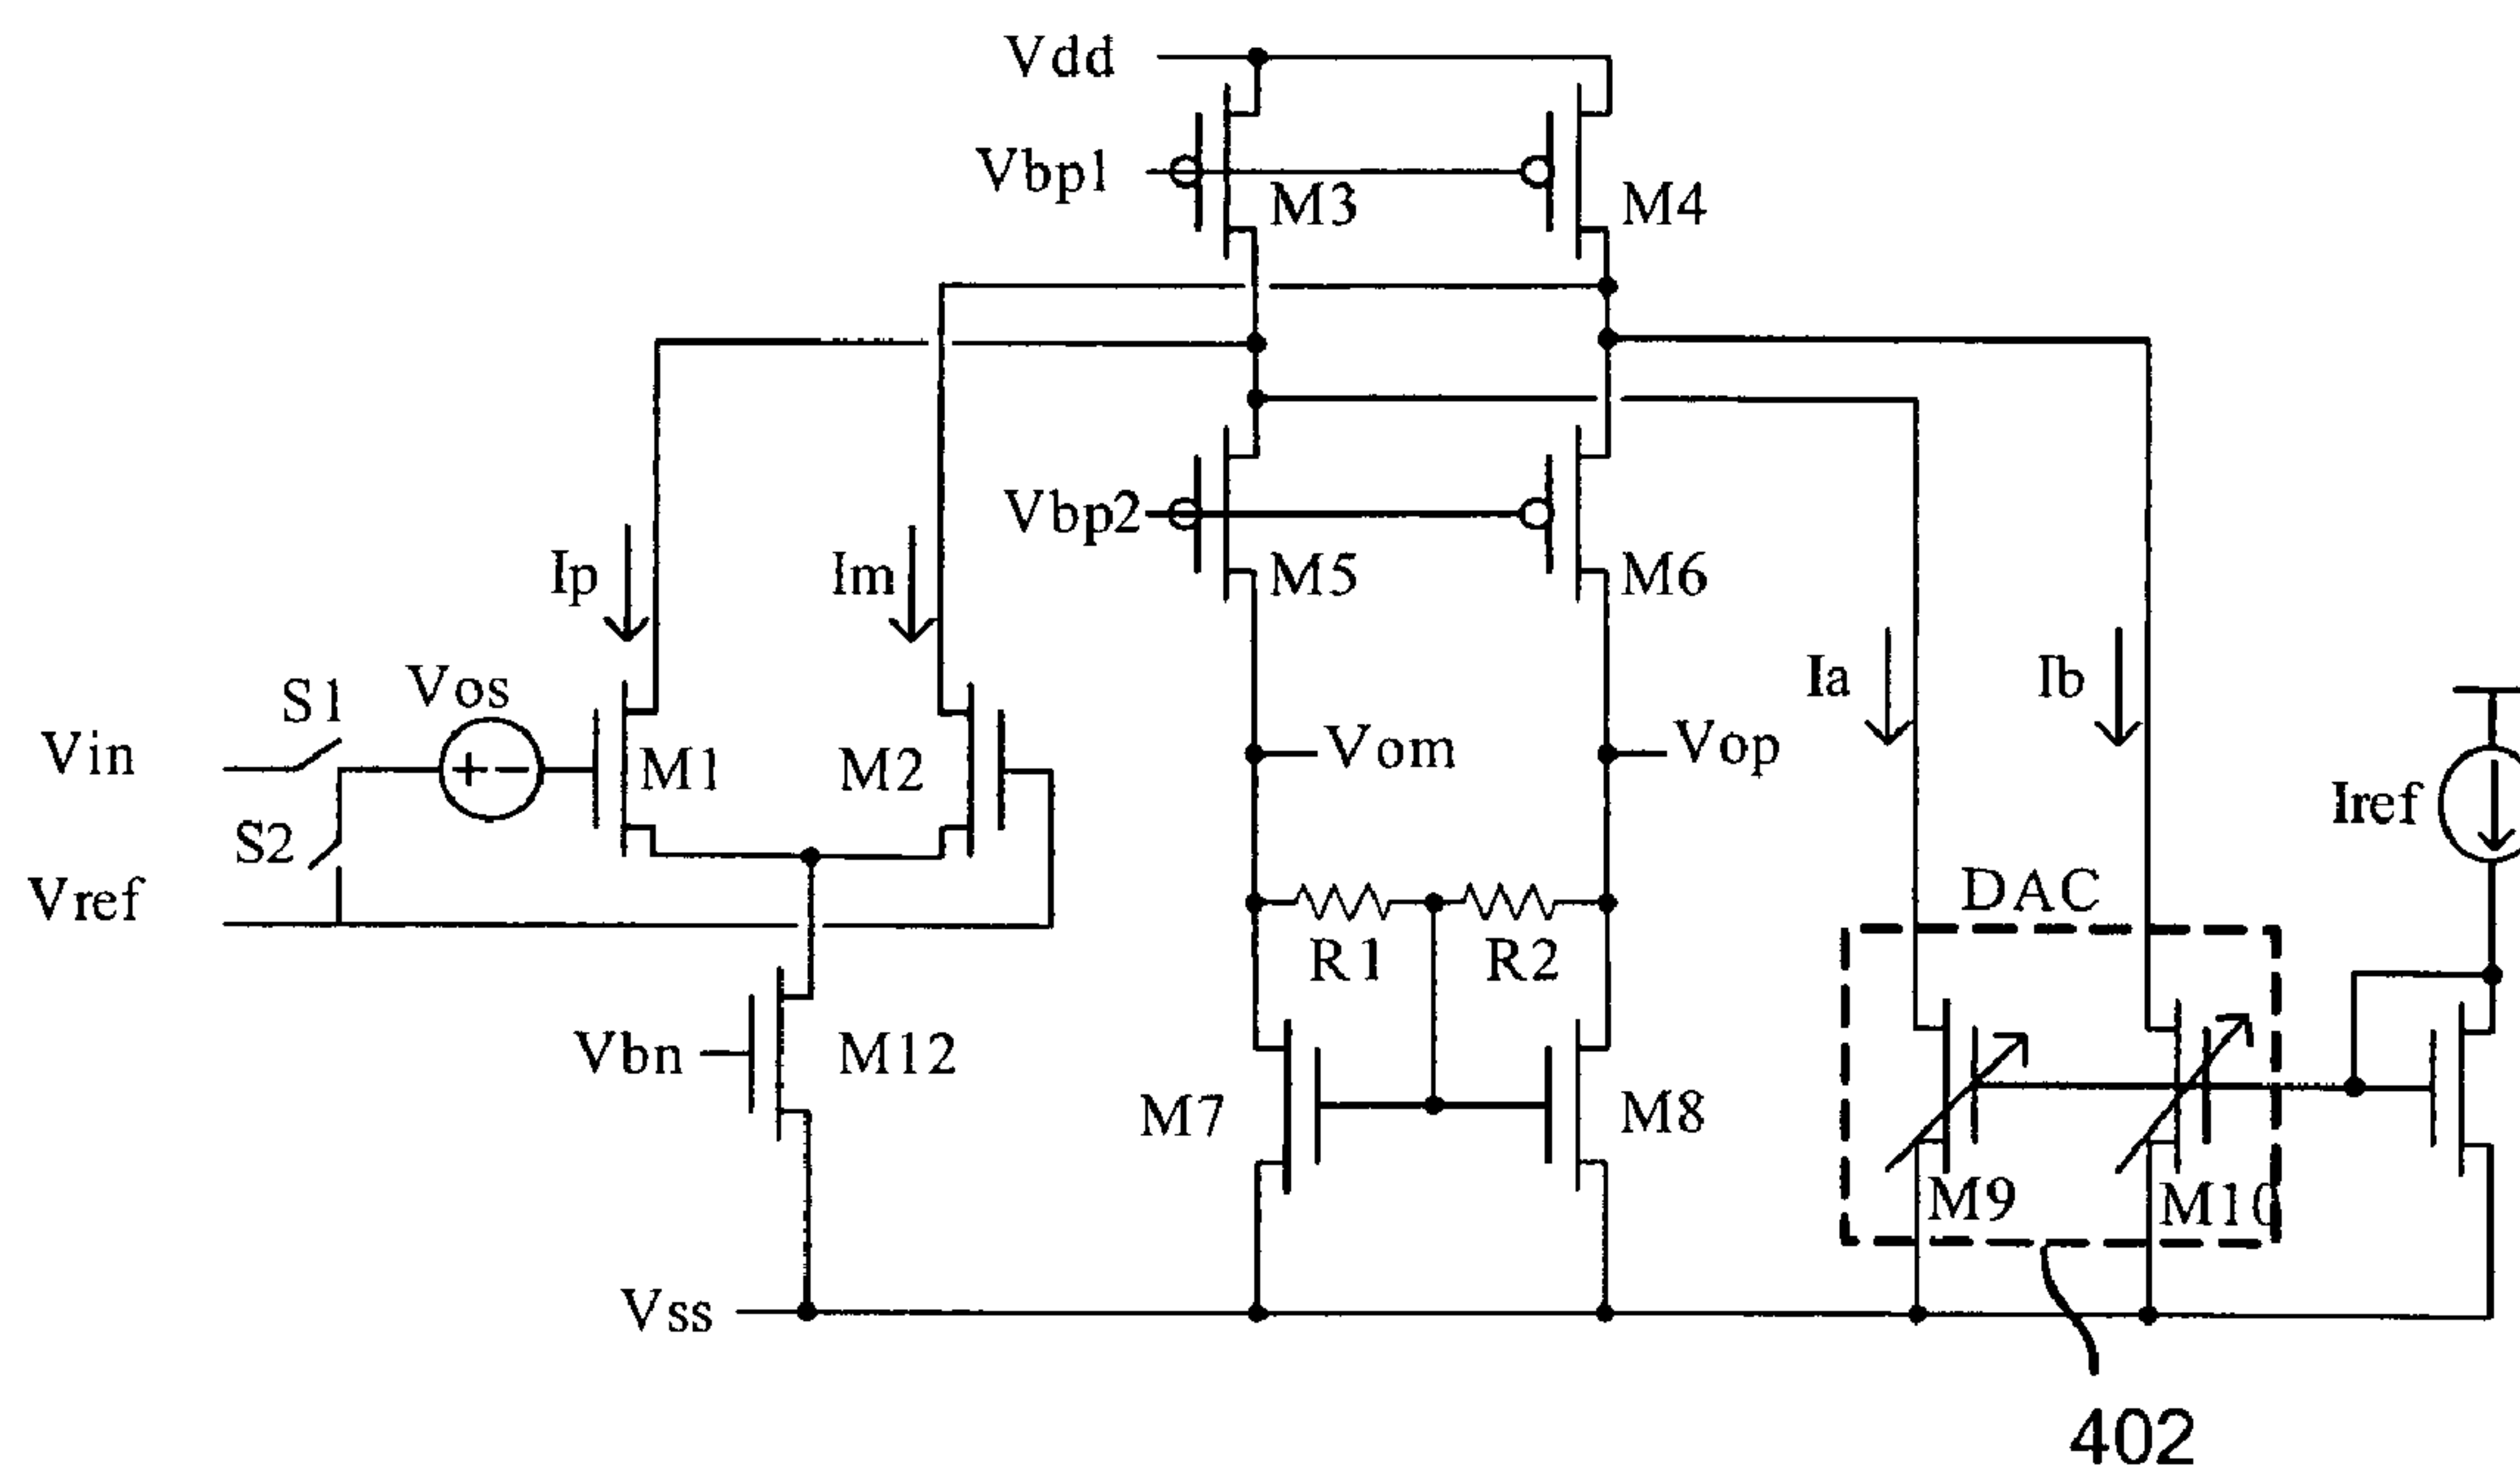 Vdd
Vbp1
M3
M4
Vbp2
M5
M6
Ip
Im
Ia
Ib
S1
Vos
Vin
M1
M2
Vom
Vop
Iref
S2
Vref
DAC
R1
R2
Vbn
M12
M7
M8
M9
M10
Vss
402